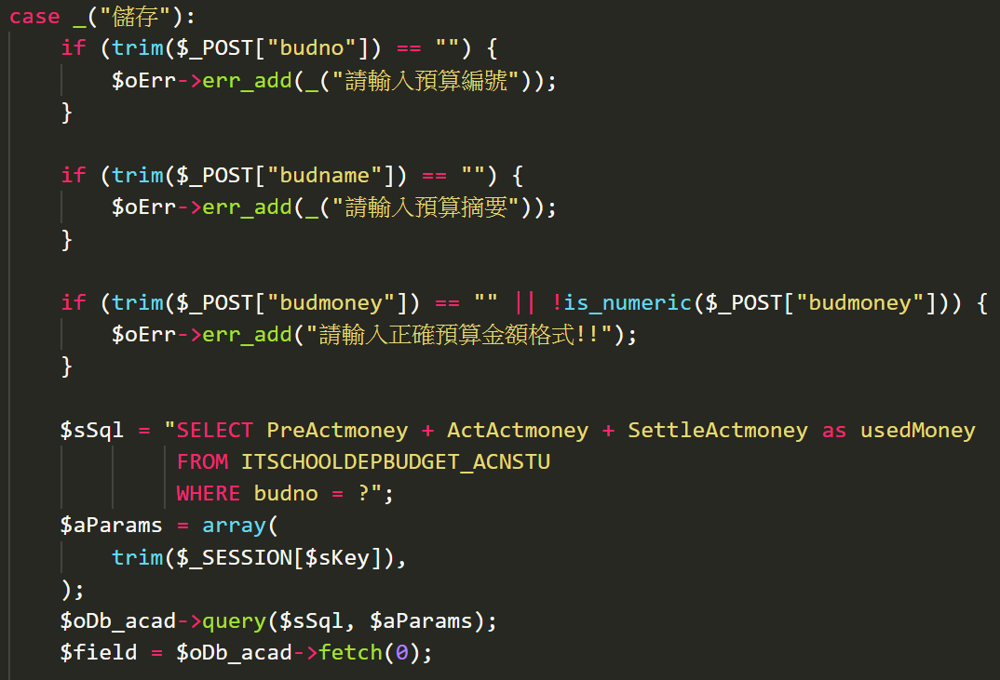 case _("儲存"):
if (trim($_POST["budno"]) == "") {
$oErr->err_add(_("請輸入預算編號"));
}
if (trim($_POST["budname"]) == "") {
$oErr->err_add(_("請輸入預算摘要"));
}
if (trim($_POST["budmoney"]) == "" || !is_numeric($_POST["budmoney"])) {
$oErr->err_add("請輸入正確預算金額格式!!");
}
$sSql = "SELECT PreActmoney + ActActmoney + SettleActmoney as usedMoney
FROM ITSCHOOLDEPBUDGET_ACNSTU
WHERE budno = ?";
$aParams = array(
trim($_SESSION[$sKey]),
);
$oDb_acad->query($sSql, $aParams);
$field = $oDb_acad->fetch(0);